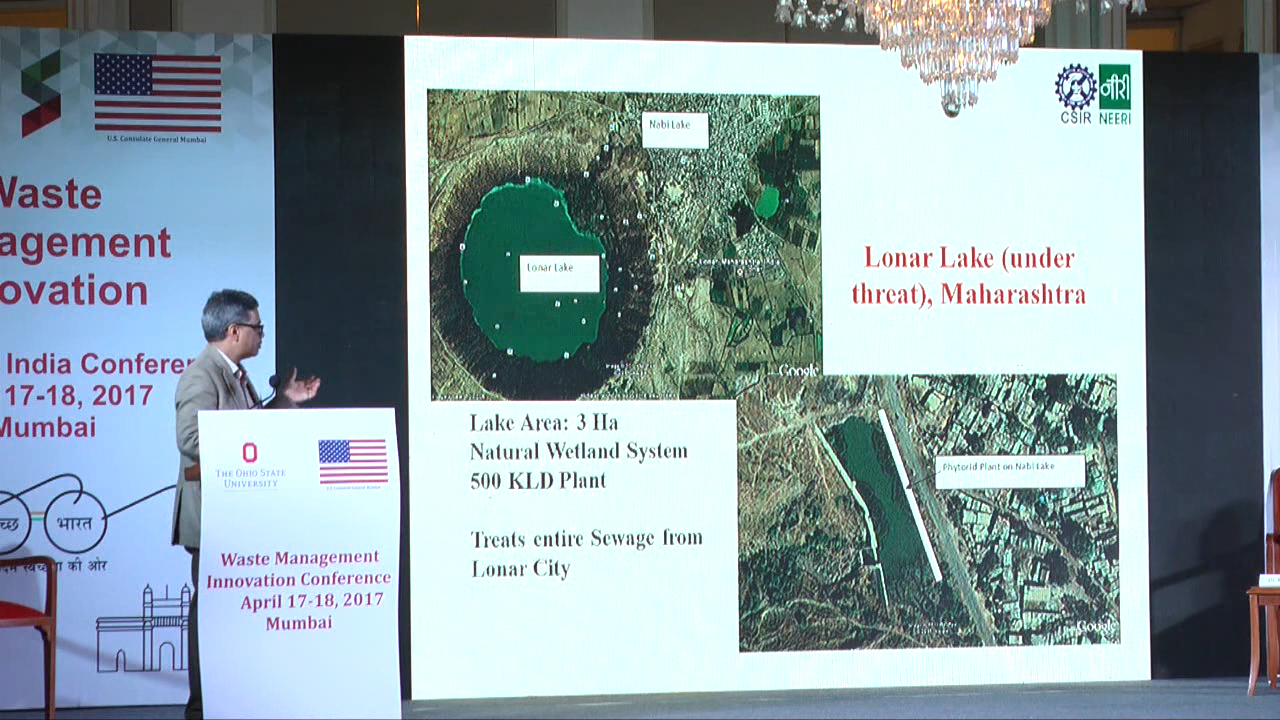 U.S. Consulate General Mumbai
Waste
agement
ovation
India Conferen
17-18, 2017
Mumbai
भारत
की ओर
THE OHIO STATE
UNIVERSITY
Waste Management
Innovation Conference
April 17-18, 2017
Mumbai
CSIR
नीरी
NEERI
Nabi Lake
Lonar Lake
Google
Lonar Lake (under
threat), Maharashtra
Lake Area: 3 Ha
Natural Wetland System
500 KLD Plant
Treats entire Sewage from
Lonar City
Phytorid Plant on Nabi Lake
Google